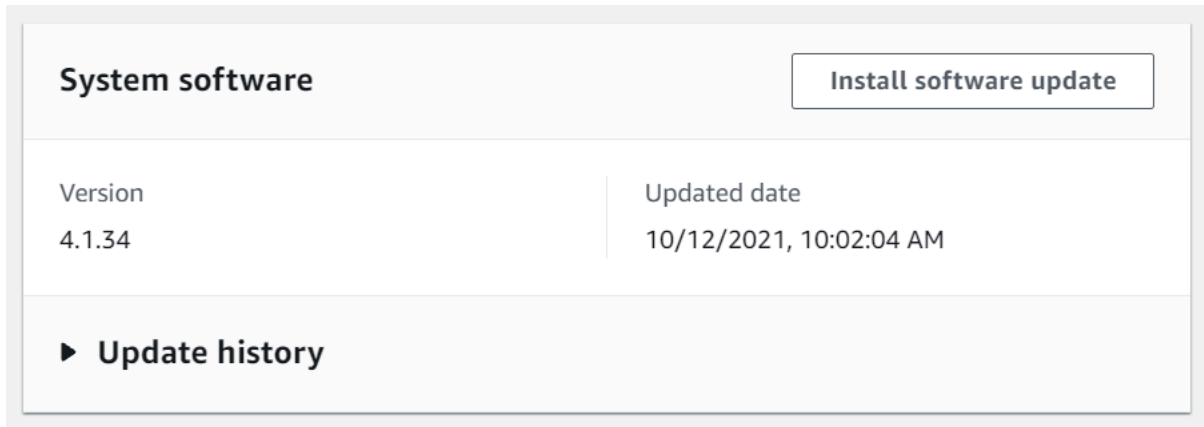 System software
Install software update
Version
Updated date
4.1.34
10/12/2021, 10:02:04 AM
Update history